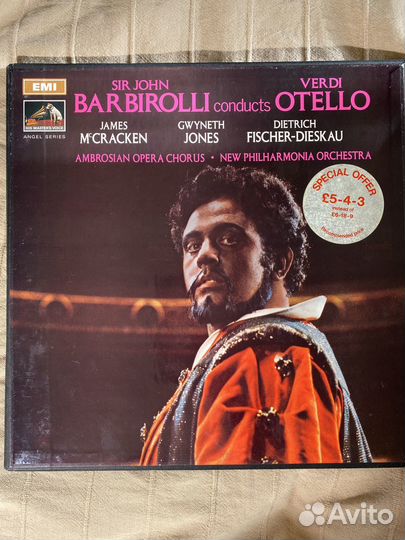 EMI
HIS MASTER'S VOICE
ANGEL SERIES
SIR JOHN VERDI
BARBIROLLI conducts OTELLO
JAMES GWYNETH DIETRICH
McCRACKEN JONES FISCHER-DIESKAU
AMBROSIAN OPERA CHORUS • NEW PHILHARMONIA ORCHESTRA
SPECIAL OFFER
£5-4-3
instead of
£6-18-9
Recommended price
Avito